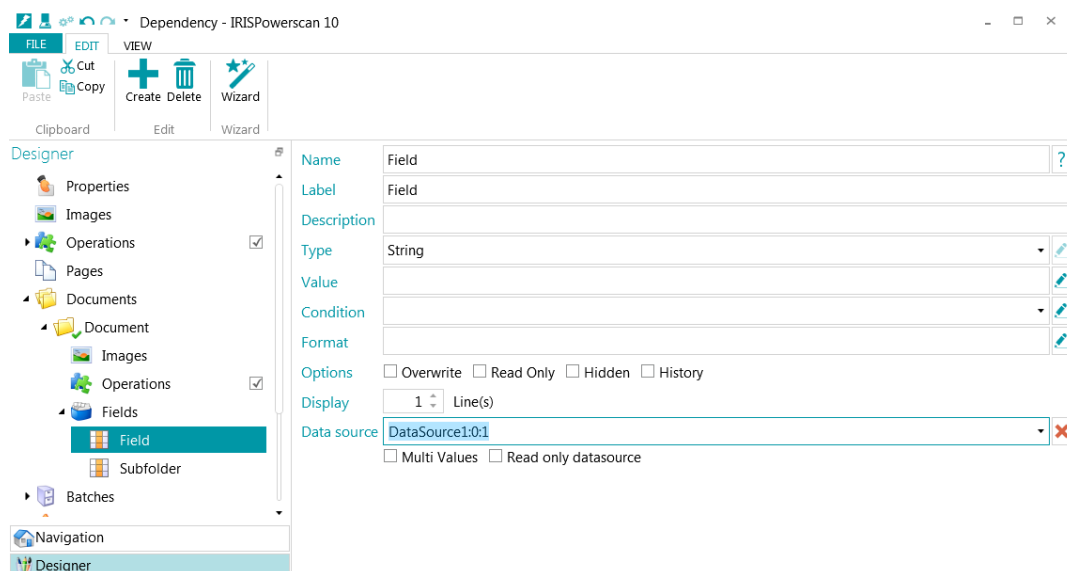 Dependency - IRISPowerscan 10
FILE EDIT VIEW
Paste
Cut
Copy
Create Delete
Wizard
Clipboard Edit Wizard
Designer
Properties
Images
Operations
Pages
Documents
Document
Images
Operations
Fields
Field
Subfolder
Batches
Navigation
Designer
Name Field ?
Label Field
Description
Type String
Value
Condition
Format
Options Overwrite Read Only Hidden History
Display 1 Line(s)
Data source DataSource1:0:1
Multi Values Read only datasource